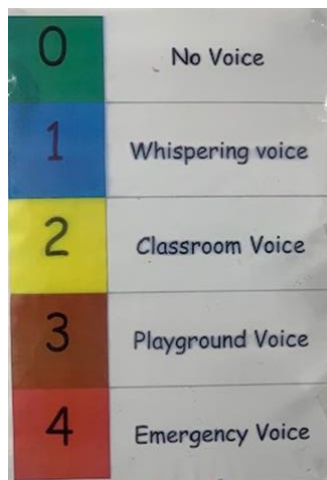 0 No Voice
1 Whispering voice
2 Classroom Voice
3 Playground Voice
4 Emergency Voice